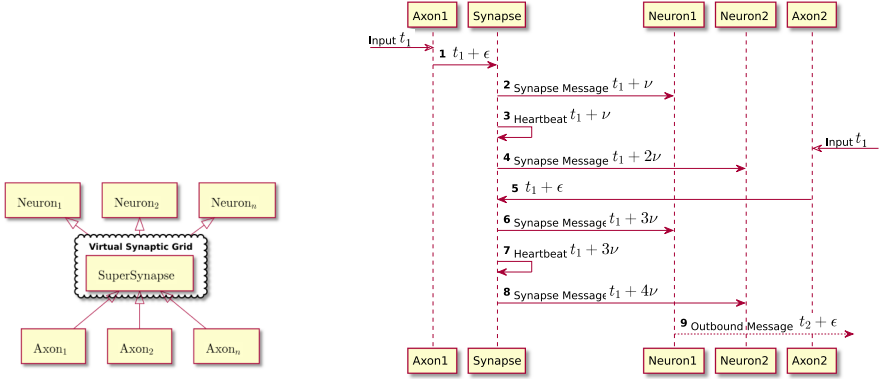 Neuron₁ Neuron₂ Neuronₙ
Virtual Synaptic Grid
SuperSynapse
Axon₁ Axon₂ Axonₙ
Axon1 Synapse Neuron1 Neuron2 Axon2
Input t₁
1 t₁ + ϵ
2 Synapse Message t₁ + ν
3 Heartbeat t₁ + ν
Input t₁
4 Synapse Message t₁ + 2ν
5 t₁ + ϵ
6 Synapse Message t₁ + 3ν
7 Heartbeat t₁ + 3ν
8 Synapse Message t₁ + 4ν
9 Outbound Message t₂ + ϵ
Axon1 Synapse Neuron1 Neuron2 Axon2